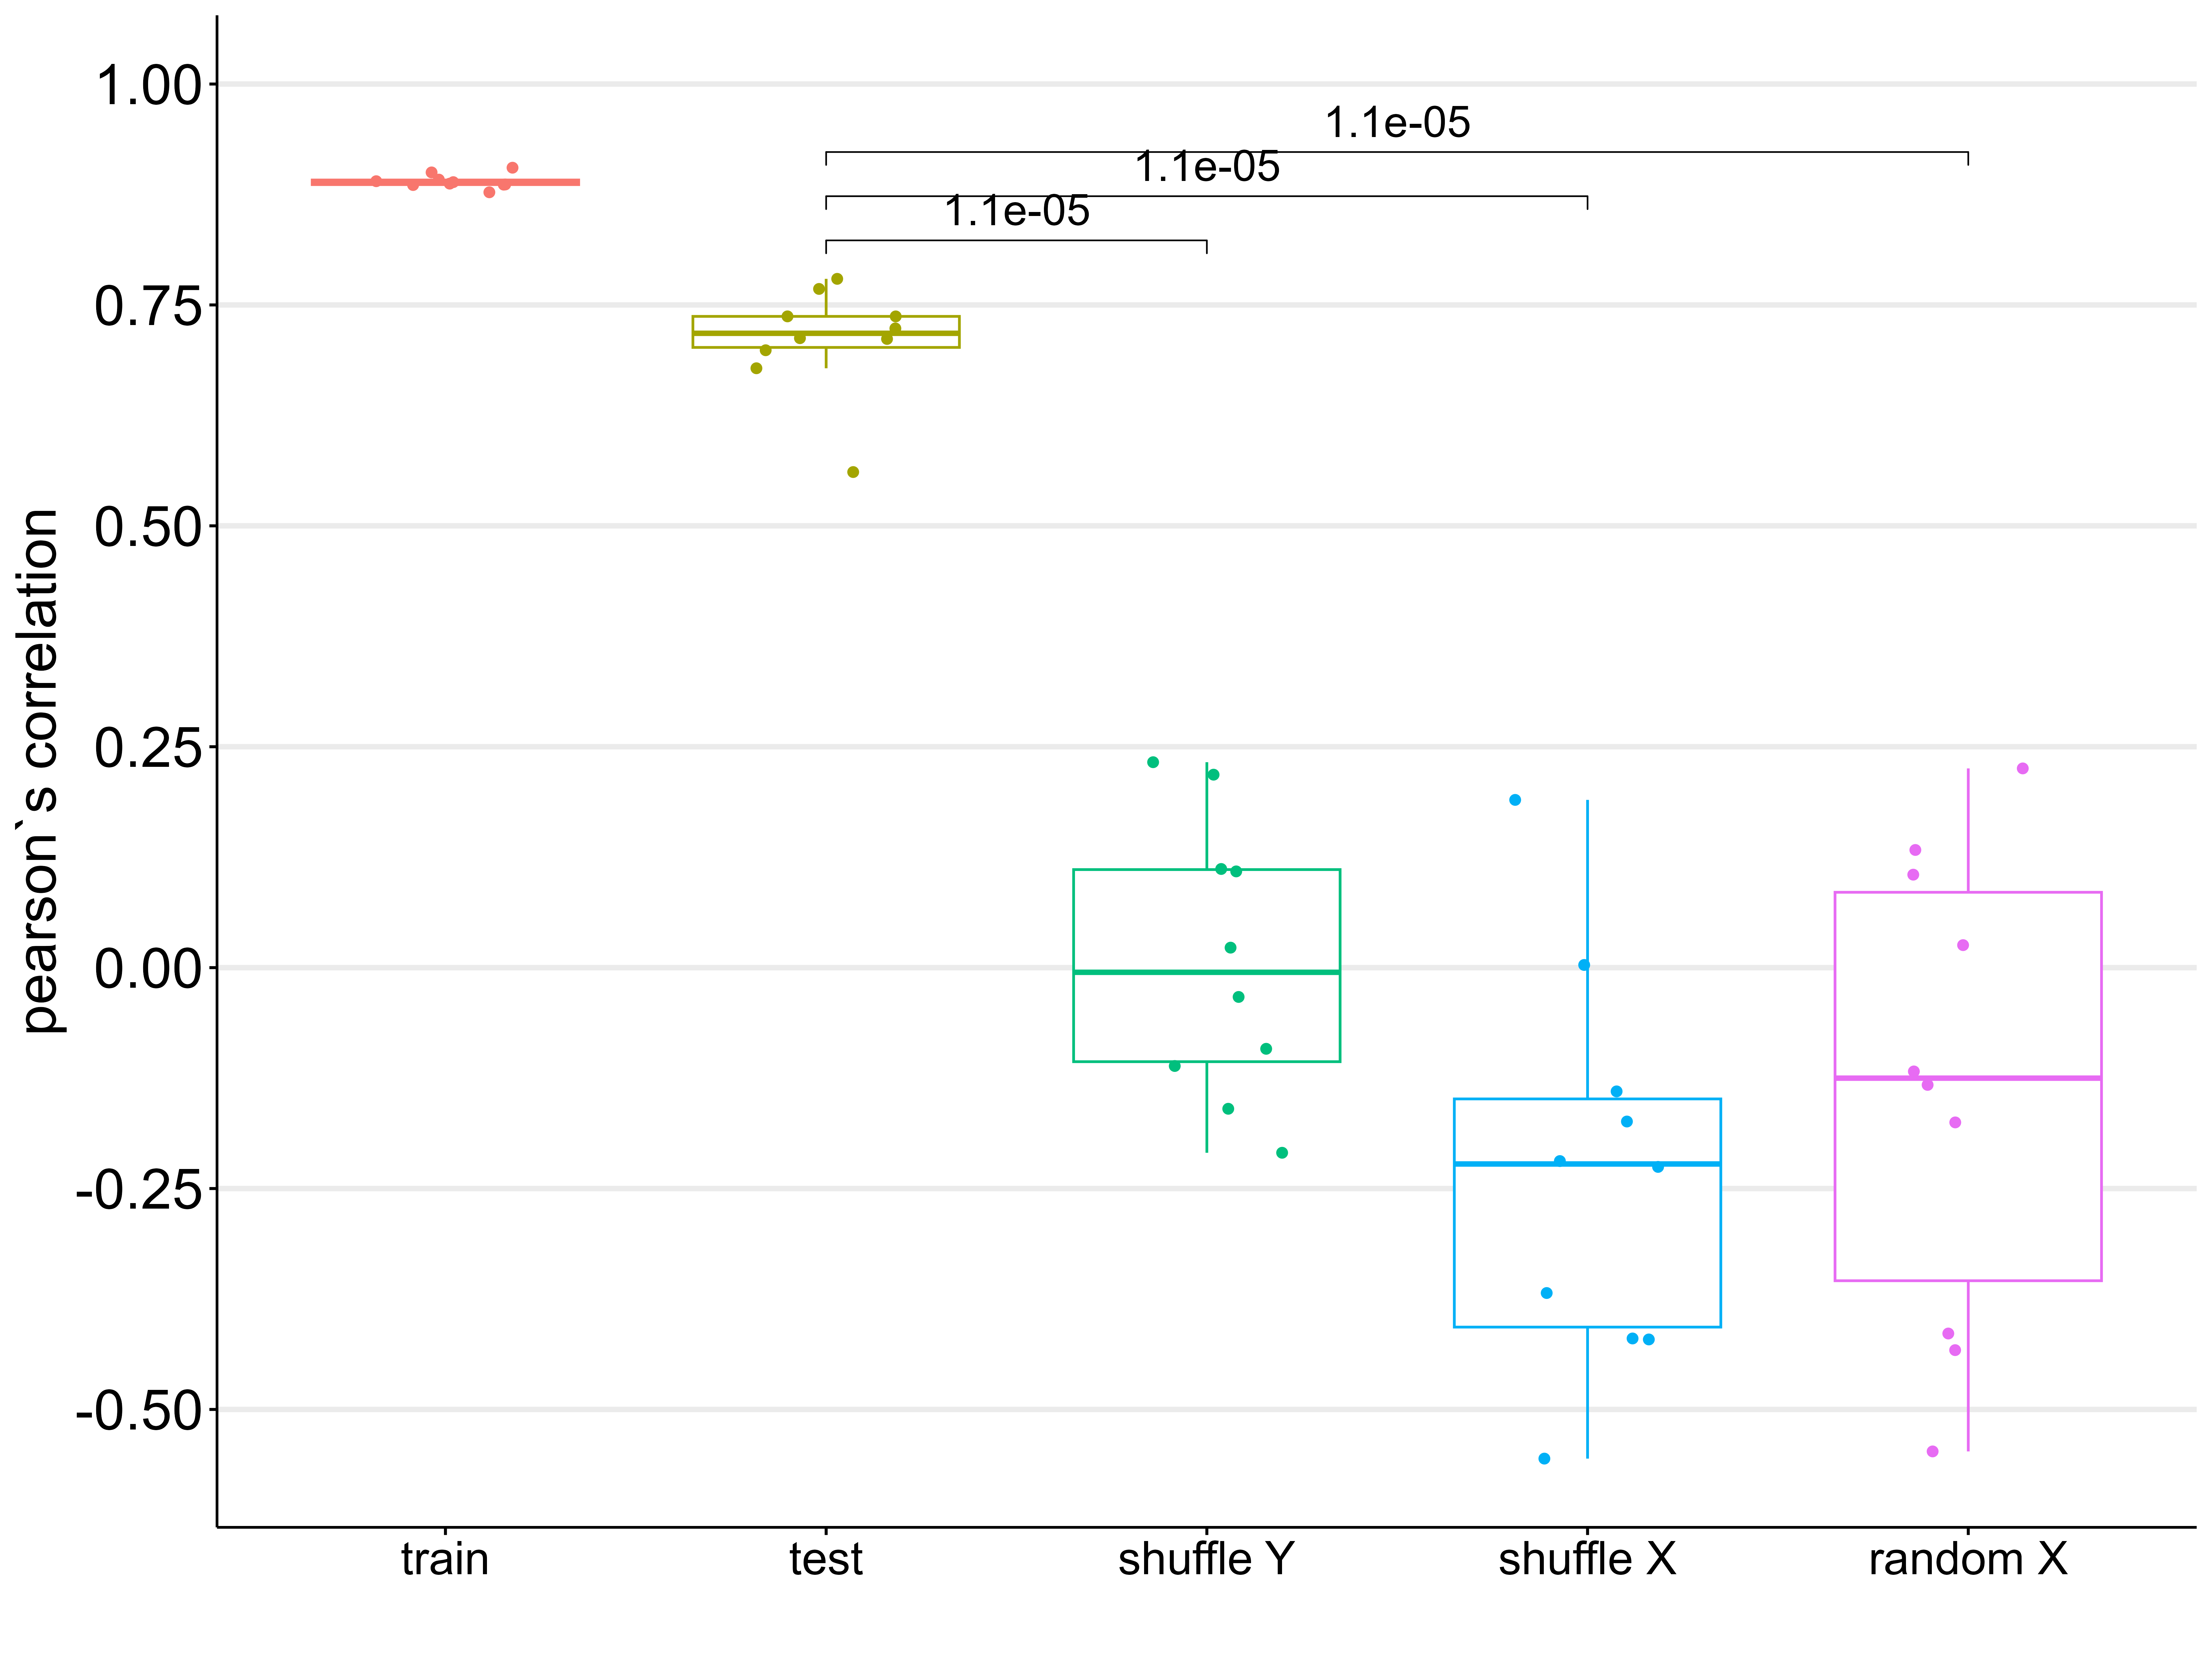 1.00
0.75
0.50
0.25
0.00
-0.25
-0.50
pearson`s correlation
1.1e-05
1.1e-05
1.1e-05
train
test
shuffle Y
shuffle X
random X